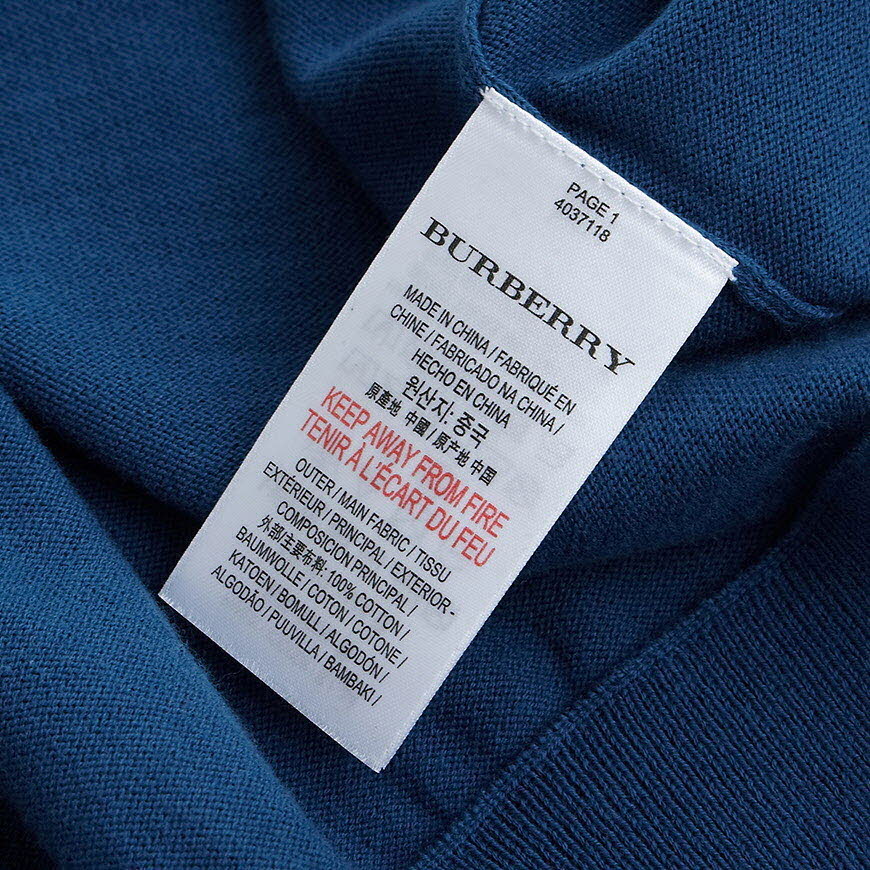 PAGE 1
4037118
BURBERRY
MADE IN CHINA / FABRIQUÉ EN
CHINE / FABRICADO NA CHINA /
HECHO EN CHINA
원산지: 중국
原產地 中國 / 原产地 中国
KEEP AWAY FROM FIRE
TENIR À L'ÉCART DU FEU
OUTER / MAIN FABRIC / TISSU
EXTÉRIEUR / PRINCIPAL / EXTERIOR-
COMPOSICION PRINCIPAL /
外部/主要布料: 100% COTTON /
BAUMWOLLE / COTON / COTONE /
KATOEN / BOMULL / ALGODÓN /
ALGODÃO / PUUVILLA / BAMBAKI /